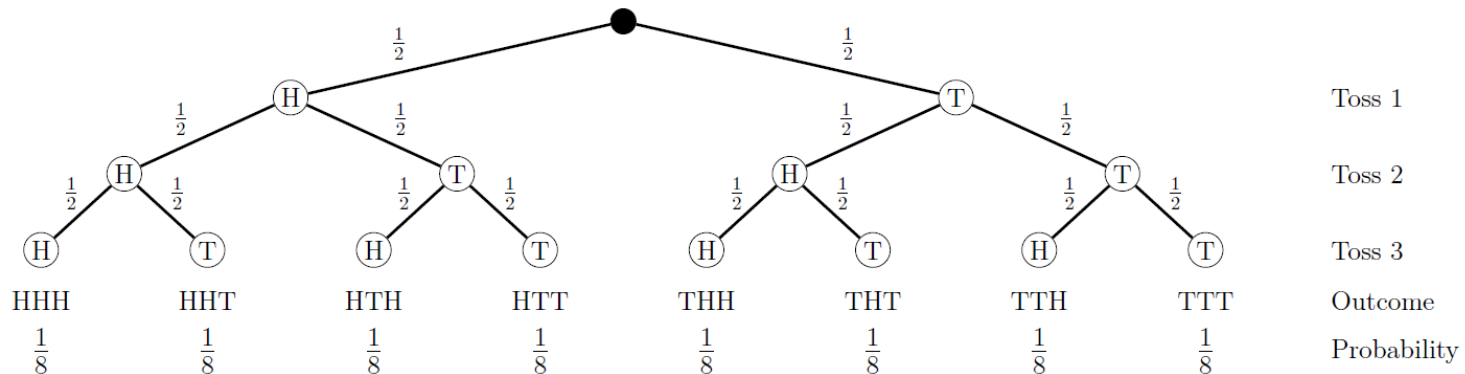 1/2 1/2
H T Toss 1
1/2 1/2 1/2 1/2
H T H T Toss 2
1/2 1/2 1/2 1/2 1/2 1/2 1/2 1/2
H T H T H T H T Toss 3
HHH HHT HTH HTT THH THT TTH TTT Outcome
1/8 1/8 1/8 1/8 1/8 1/8 1/8 1/8 Probability